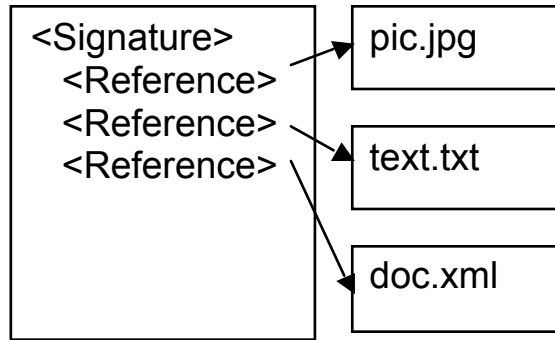 <Signature>
<Reference>
<Reference>
<Reference>
pic.jpg
text.txt
doc.xml